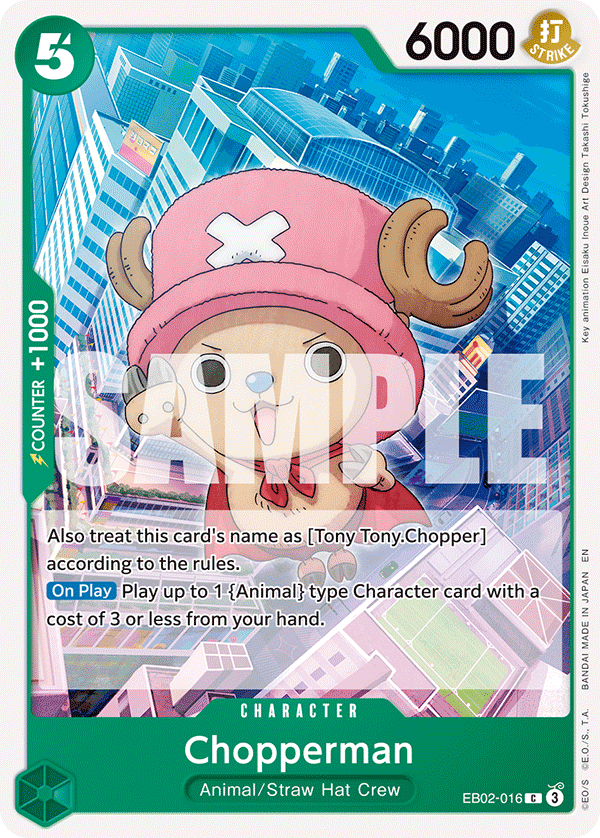 5
6000
打
STRIKE
COUNTER +1000
SAMPLE
Also treat this card's name as [Tony Tony.Chopper]
according to the rules.
On Play Play up to 1 {Animal} type Character card with a
cost of 3 or less from your hand.
CHARACTER
Chopperman
Animal/Straw Hat Crew
EB02-016 C 3
Key animation Eisaku Inoue Art Design Takashi Tokushige
©EO/S ©E.O./S., T.A. BANDAI MADE IN JAPAN EN